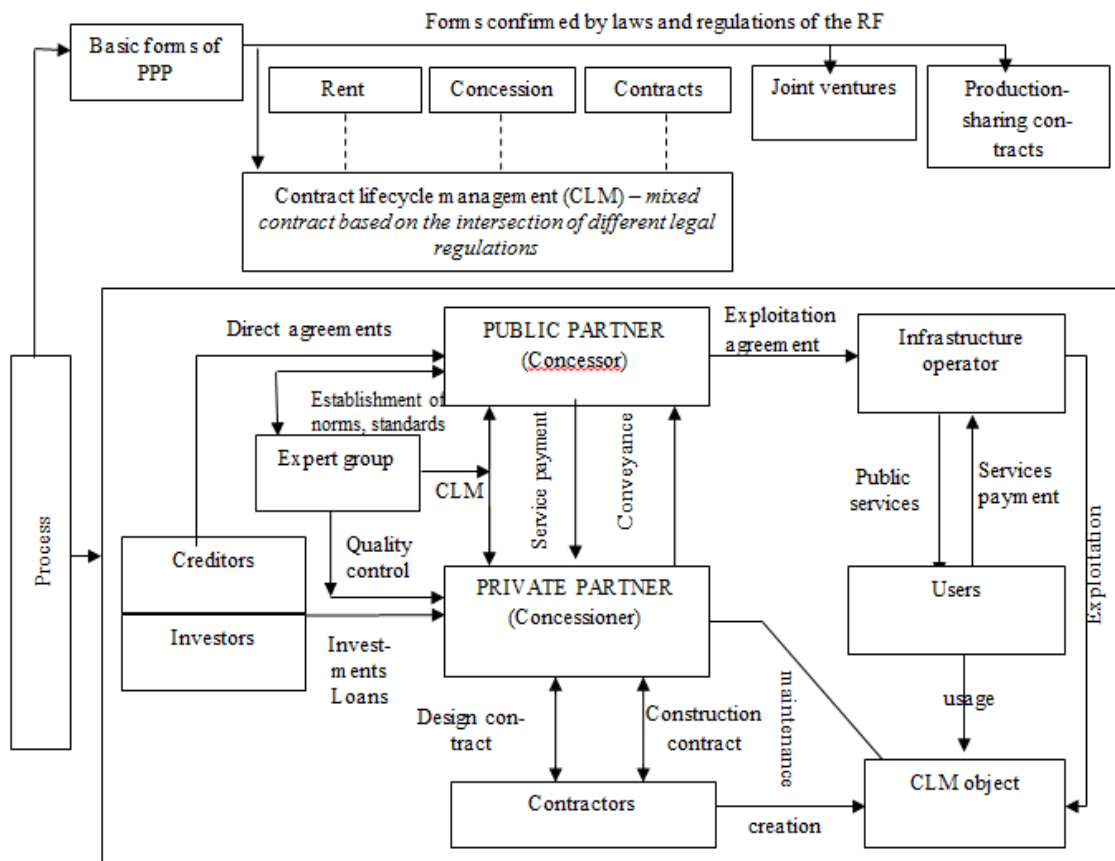 Forms confirmed by laws and regulations of the RF
Basic forms of
PPP
Rent
Concession
Contracts
Joint ventures
Production-
sharing con-
tracts
Contract lifecycle management (CLM) – mixed
contract based on the intersection of different legal
regulations
Process
Direct agreements
PUBLIC PARTNER
(Concessor)
Exploitation
agreement
Infrastructure
operator
Establishment of
norms, standards
Expert group
CLM
Service payment
Conveyance
Public
services
Services
payment
Exploitation
Creditors
Investors
Quality
control
PRIVATE PARTNER
(Concessioner)
Users
Invest-
ments
Loans
Design con-
tract
Construction
contract
maintenance
usage
Contractors
creation
CLM object